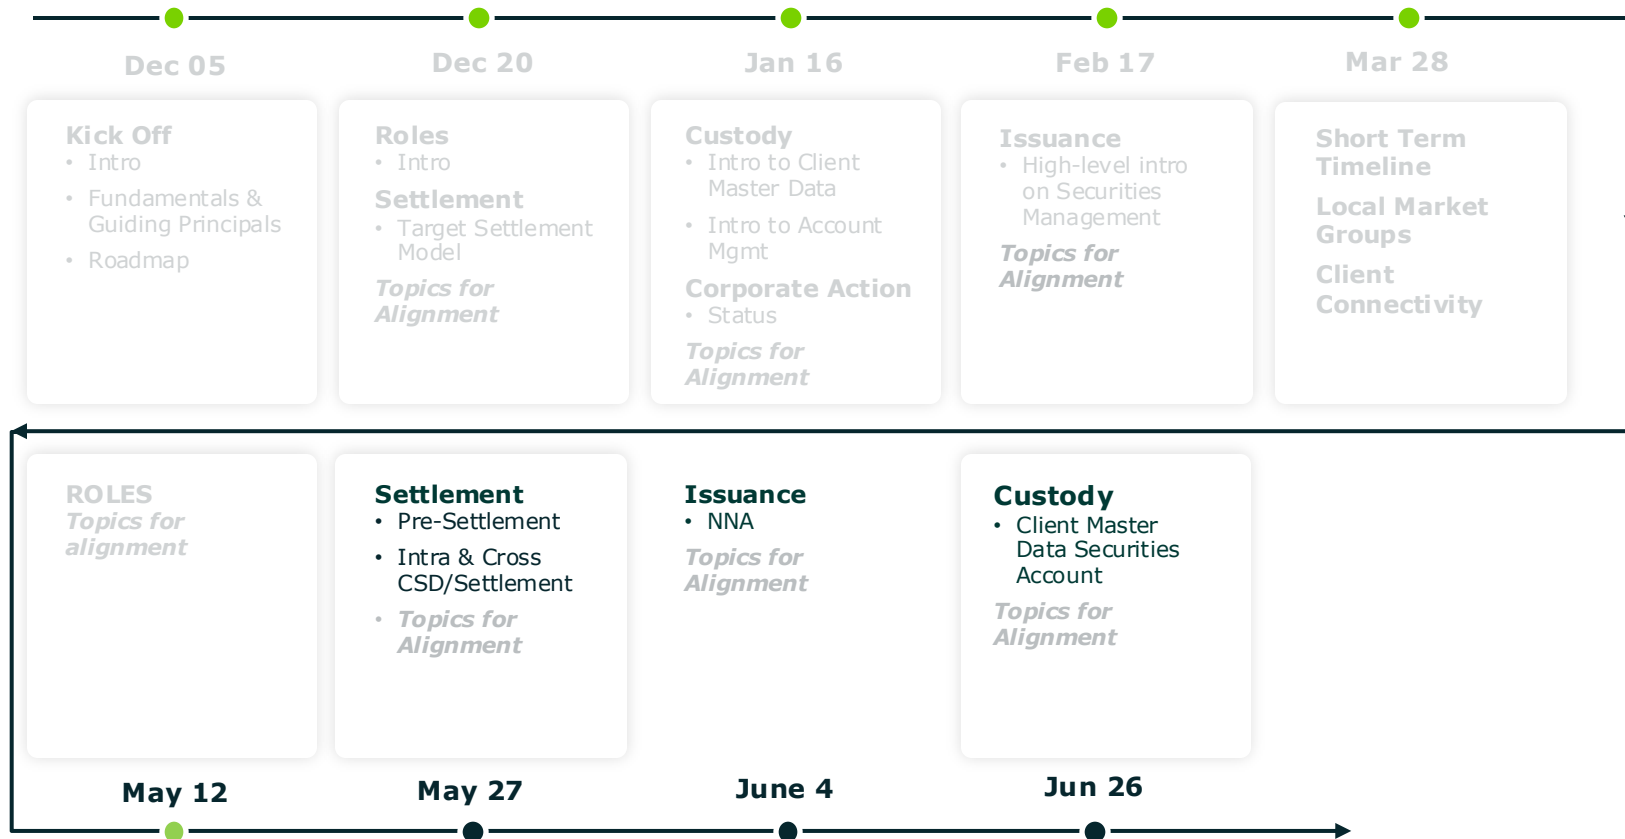 Dec 05
Dec 20
Jan 16
Feb 17
Mar 28
Kick Off
• Intro
• Fundamentals &
Guiding Principals
• Roadmap
Roles
• Intro
Settlement
• Target Settlement
Model
Topics for
Alignment
Custody
• Intro to Client
Master Data
• Intro to Account
Mgmt
Corporate Action
• Status
Topics for
Alignment
Issuance
• High-level intro
on Securities
Management
Topics for
Alignment
Short Term
Timeline
Local Market
Groups
Client
Connectivity
ROLES
Topics for
alignment
Settlement
• Pre-Settlement
• Intra & Cross
CSD/Settlement
• Topics for
Alignment
Issuance
• NNA
Topics for
Alignment
Custody
• Client Master
Data Securities
Account
Topics for
Alignment
May 12
May 27
June 4
Jun 26